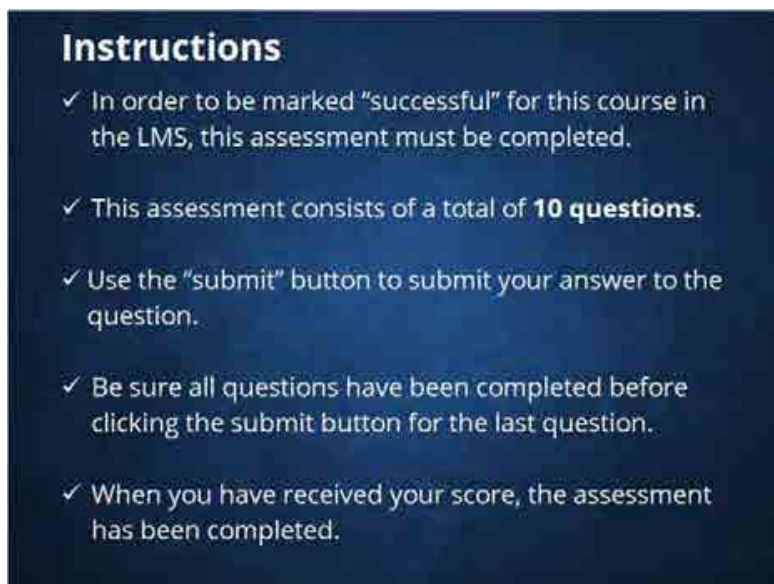 Instructions
✓ In order to be marked “successful” for this course in
the LMS, this assessment must be completed.
✓ This assessment consists of a total of 10 questions.
✓ Use the “submit” button to submit your answer to the
question.
✓ Be sure all questions have been completed before
clicking the submit button for the last question.
✓ When you have received your score, the assessment
has been completed.